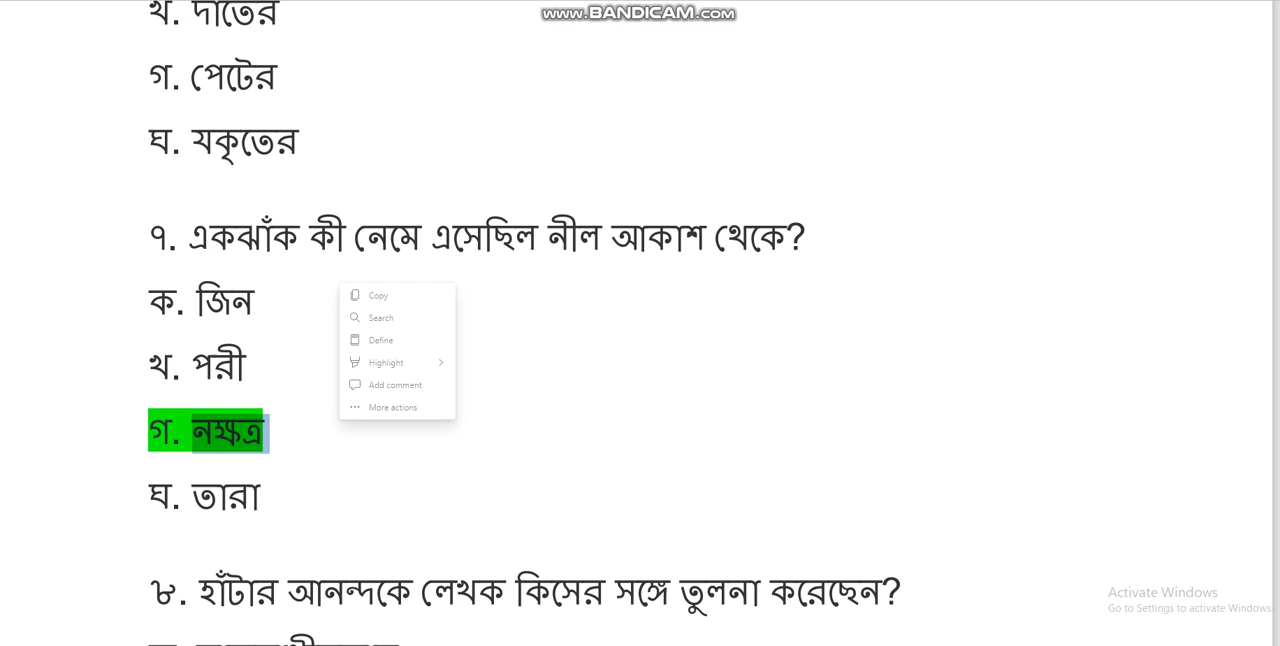 www.BANDICAM.com
খ. দাঁতের
গ. পেটের
ঘ. যকৃতের
৭. একঝাঁক কী নেমে এসেছিল নীল আকাশ থেকে?
ক. জিন
খ. পরী
গ. নক্ষত্র
ঘ. তারা
Copy
Search
Define
Highlight
Add comment
More actions
৮. হাঁটার আনন্দকে লেখক কিসের সঙ্গে তুলনা করেছেন?
Activate Windows
Go to Settings to activate Windows.